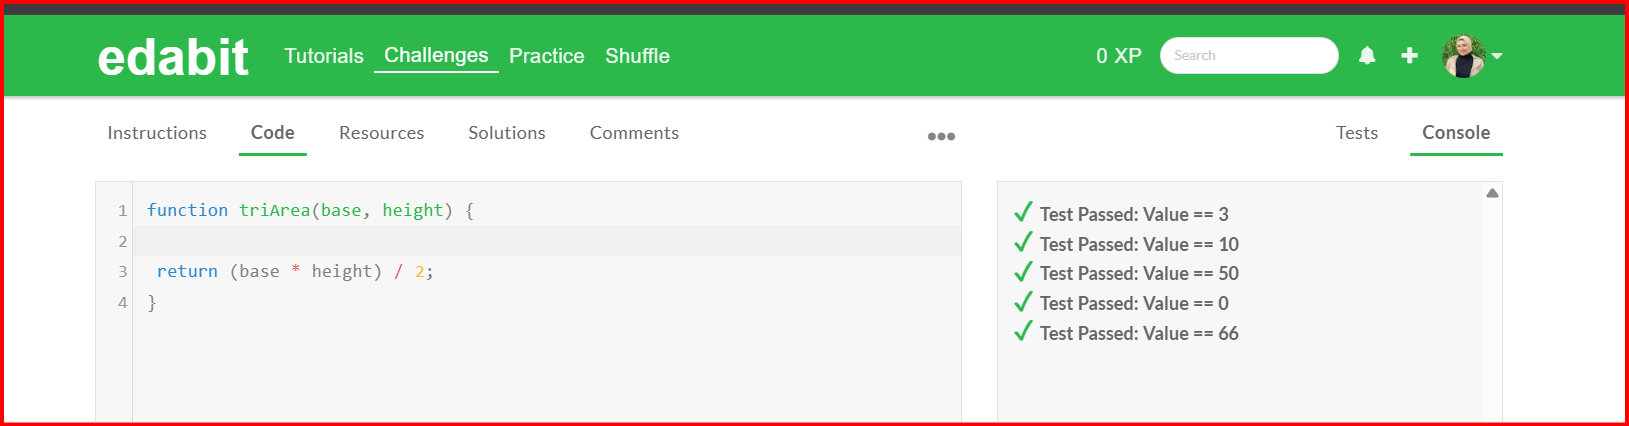 edabit Tutorials Challenges Practice Shuffle 0 XP Search
Instructions Code Resources Solutions Comments Tests Console
1 function triArea(base, height) {
2
3 return (base * height) / 2;
4 }
Test Passed: Value == 3
Test Passed: Value == 10
Test Passed: Value == 50
Test Passed: Value == 0
Test Passed: Value == 66